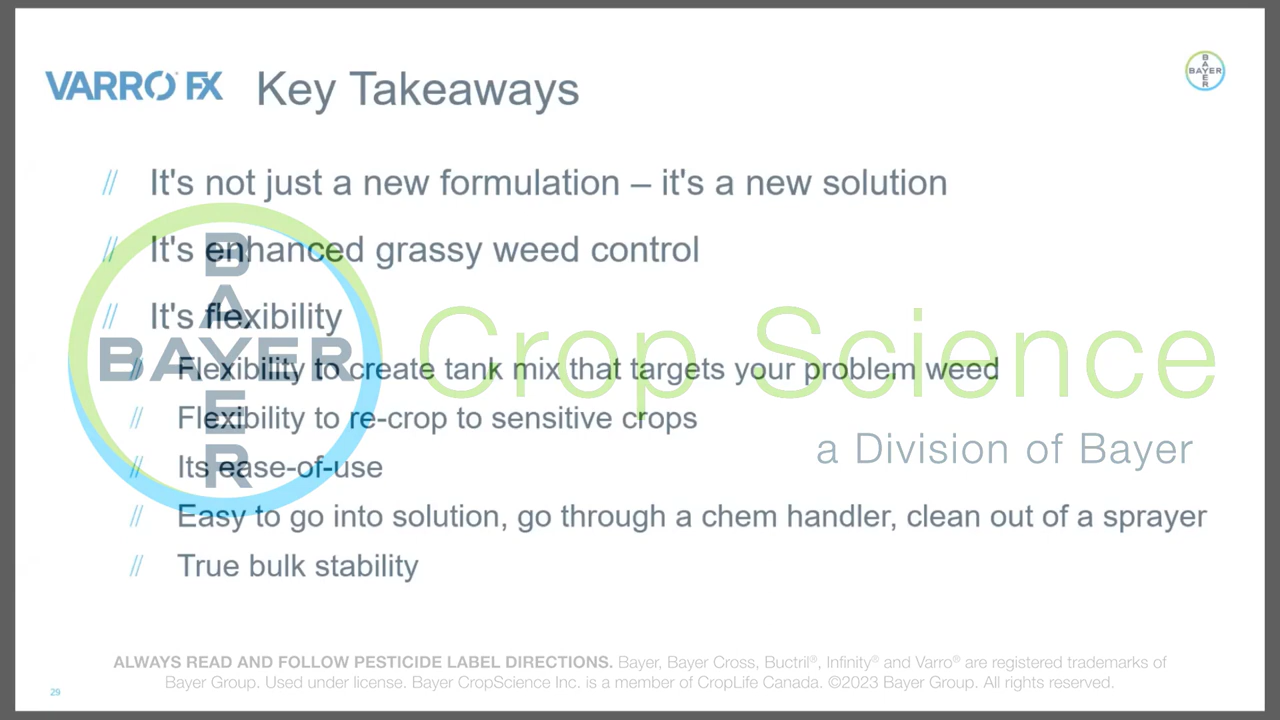 VARRO® FX Key Takeaways
BAYER
BAYER
// It's not just a new formulation – it's a new solution
// It's enhanced grassy weed control
// It's flexibility
BAYER
BAYER
Crop Science
// Flexibility to create tank mix that targets your problem weed
// Flexibility to re-crop to sensitive crops
a Division of Bayer
// Its ease-of-use
// Easy to go into solution, go through a chem handler, clean out of a sprayer
// True bulk stability
ALWAYS READ AND FOLLOW PESTICIDE LABEL DIRECTIONS. Bayer, Bayer Cross, Buctril®, Infinity® and Varro® are registered trademarks of
Bayer Group. Used under license. Bayer CropScience Inc. is a member of CropLife Canada. ©2023 Bayer Group. All rights reserved.
29